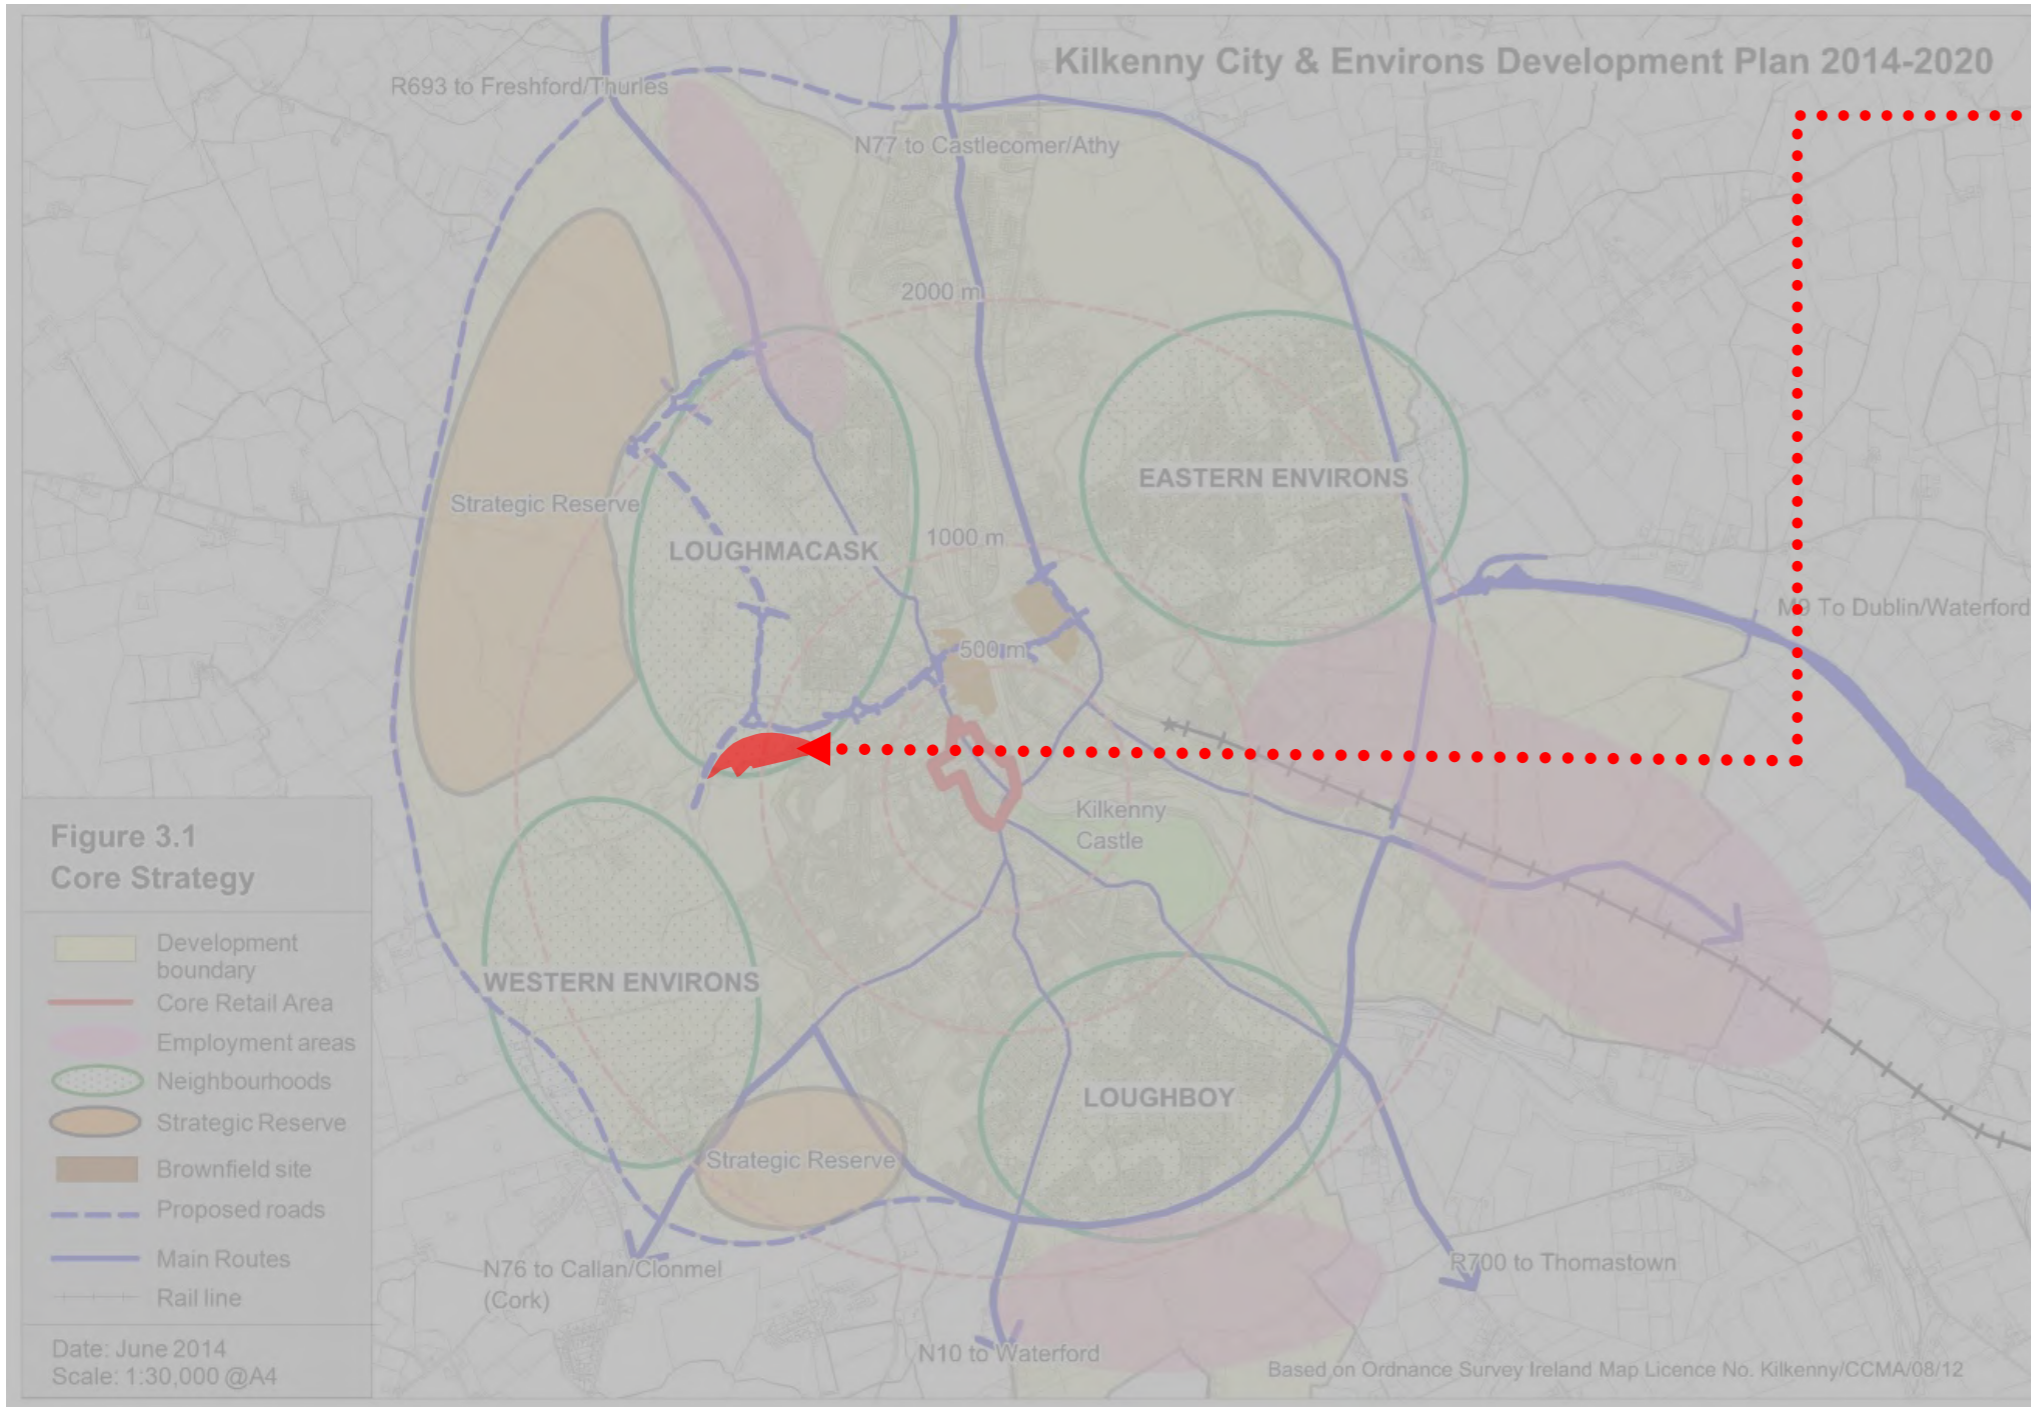 Kilkenny City & Environs Development Plan 2014-2020
R693 to Freshford/Thurles
N77 to Castlecomer/Athy
2000 m
EASTERN ENVIRONS
Strategic Reserve
1000 m
LOUGHMACASK
M9 To Dublin/Waterford
500 m
Kilkenny
Castle
Figure 3.1
Core Strategy
Development
boundary
Core Retail Area
Employment areas
Neighbourhoods
Strategic Reserve
Brownfield site
Proposed roads
Main Routes
Rail line
Date: June 2014
Scale: 1:30,000 @A4
WESTERN ENVIRONS
LOUGHBOY
Strategic Reserve
N76 to Callan/Clonmel
(Cork)
R700 to Thomastown
N10 to Waterford
Based on Ordnance Survey Ireland Map Licence No. Kilkenny/CCMA/08/12